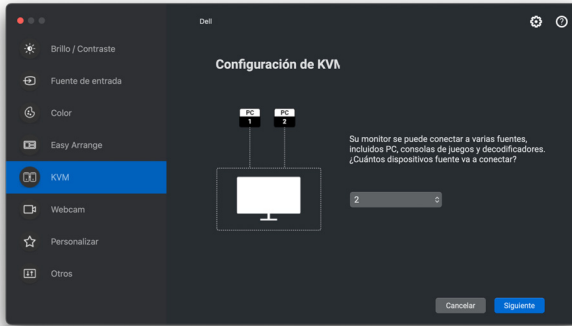 Dell
Brillo / Contraste
Fuente de entrada
Color
Easy Arrange
KVM
Webcam
Personalizar
Otros
Configuración de KVM
PC
1
PC
2
Su monitor se puede conectar a varias fuentes,
incluidos PC, consolas de juegos y decodificadores.
¿Cuántos dispositivos fuente va a conectar?
2
Cancelar
Siguiente